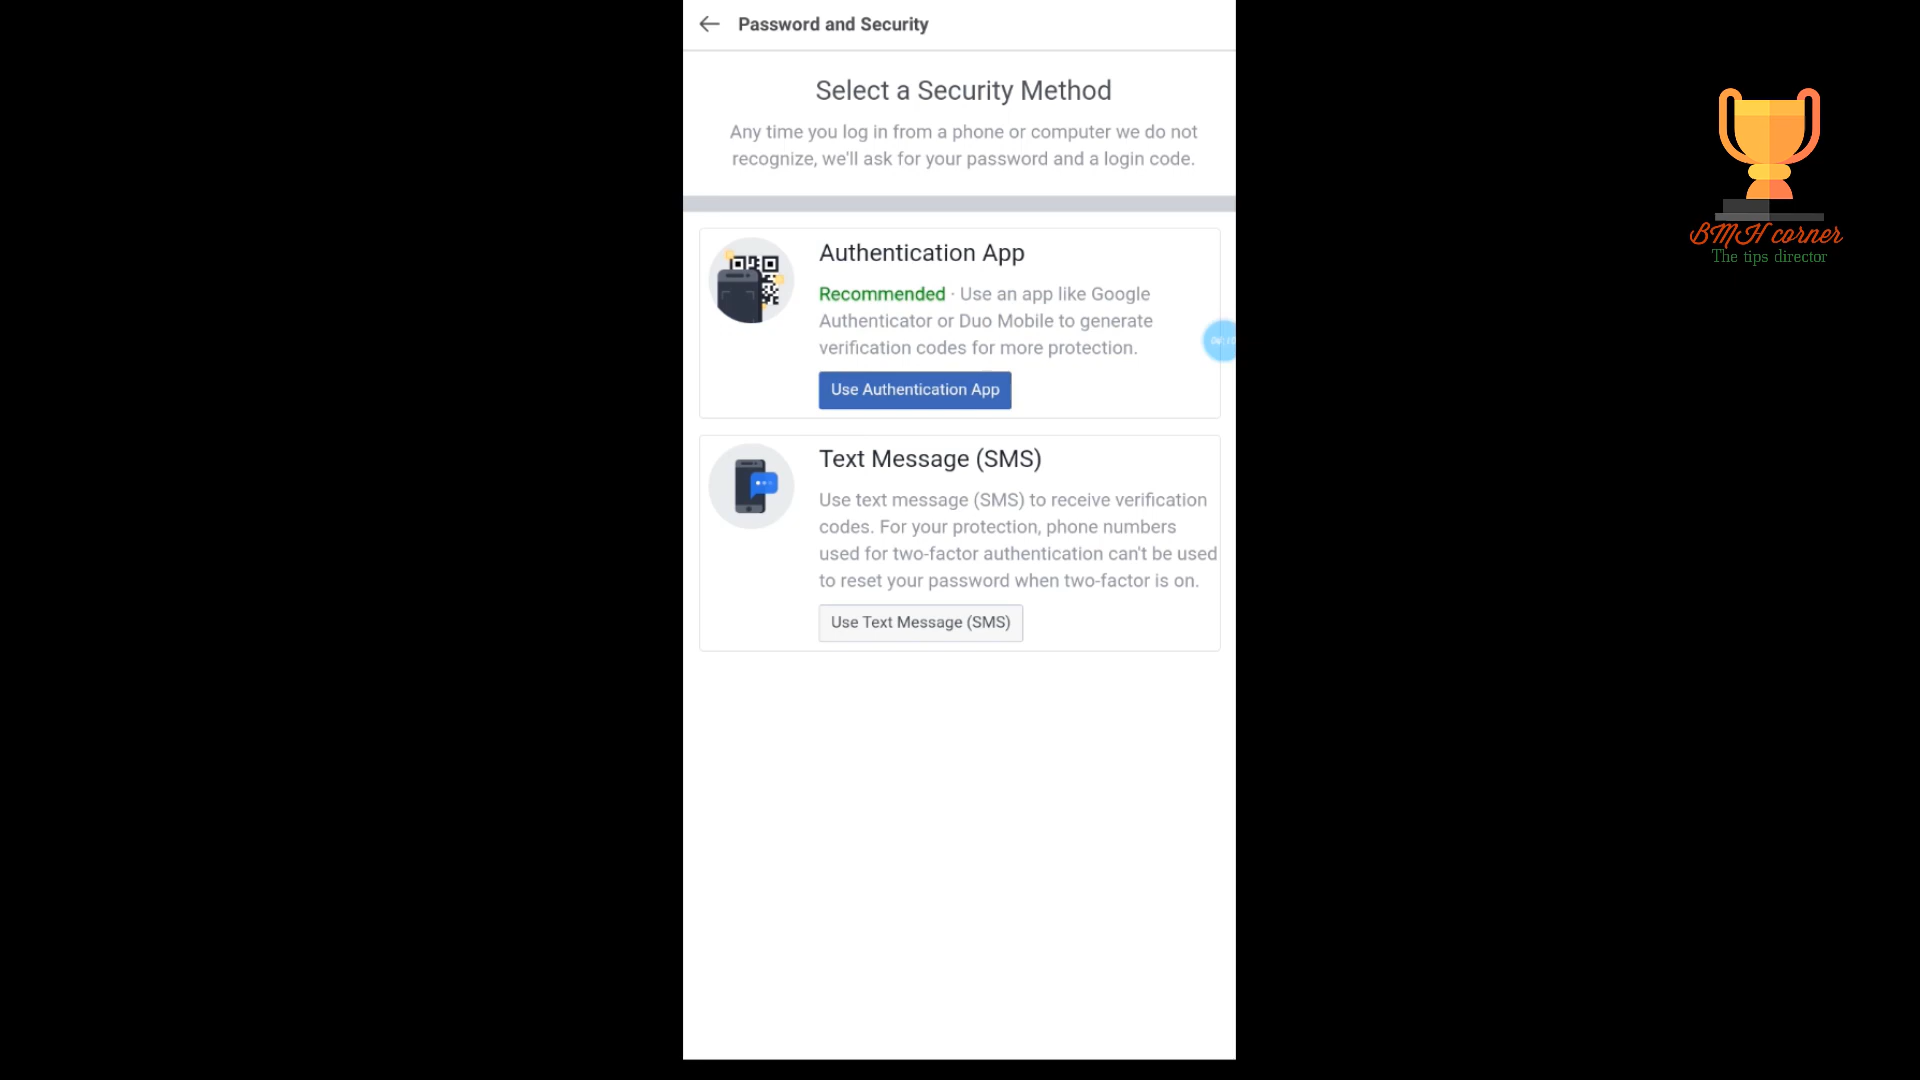 Password and Security
Select a Security Method
Any time you log in from a phone or computer we do not
recognize, we'll ask for your password and a login code.
Authentication App
Recommended · Use an app like Google
Authenticator or Duo Mobile to generate
verification codes for more protection.
Use Authentication App
Text Message (SMS)
Use text message (SMS) to receive verification
codes. For your protection, phone numbers
used for two-factor authentication can't be used
to reset your password when two-factor is on.
Use Text Message (SMS)
BMH corner
The tips director